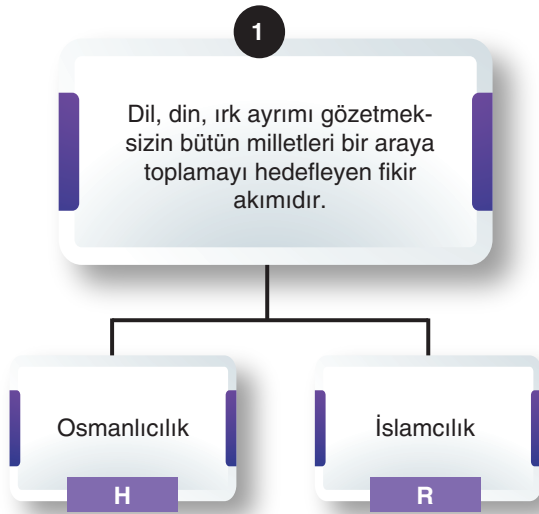 1
Dil, din, ırk ayrımı gözetmek-
sizin bütün milletleri bir araya
toplamayı hedefleyen fikir
akımıdır.
Osmanlıcılık
İslamcılık
H
R